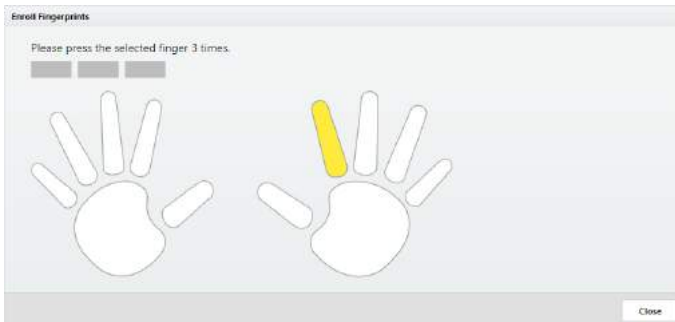 Enroll Fingerprints
Please press the selected finger 3 times.
Close